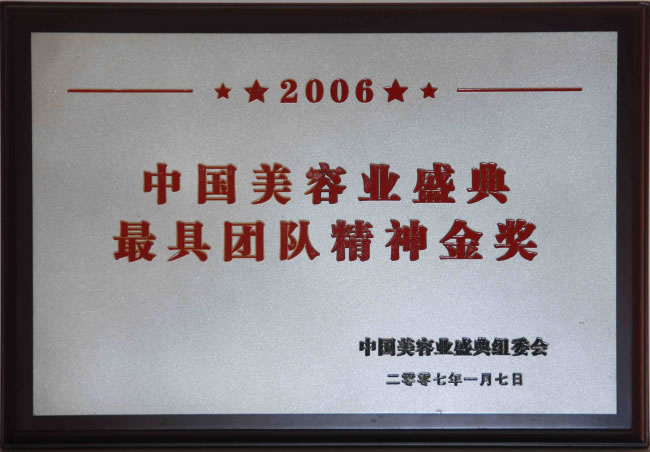 ★★2006★★
中国美容业盛典
最具团队精神金奖
中国美容业盛典组委会
二零零七年一月七日